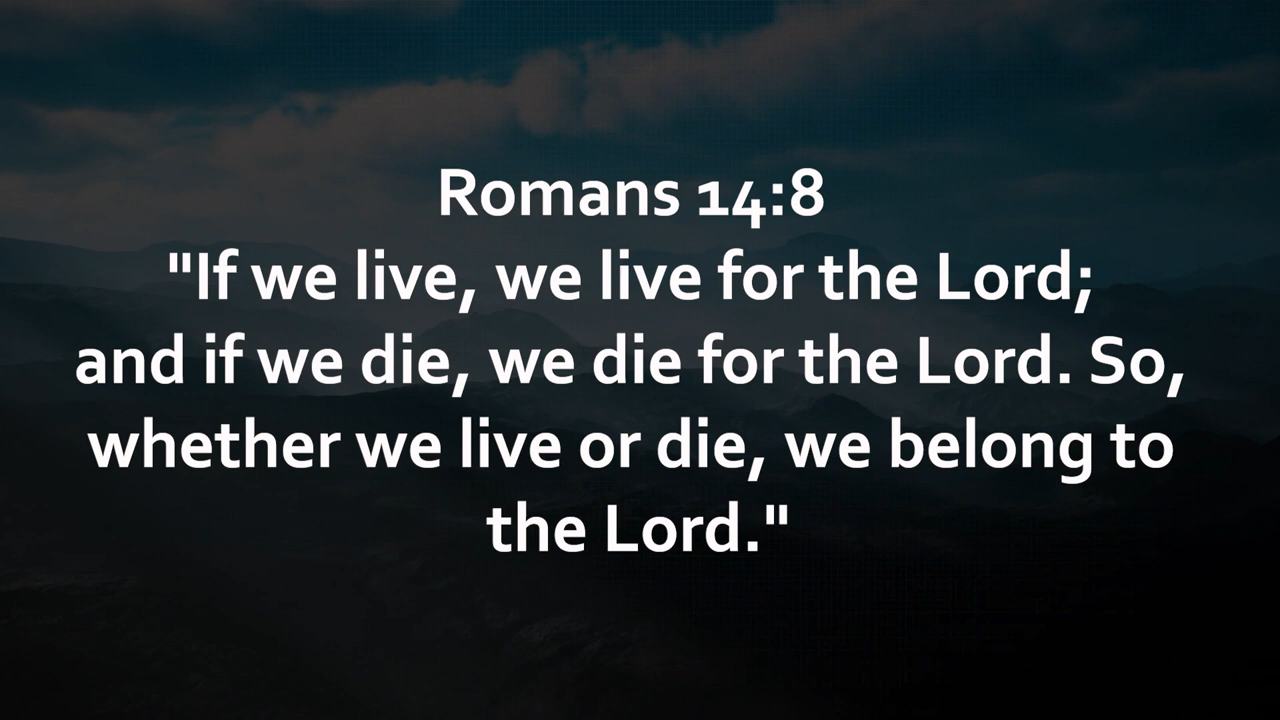 Romans 14:8
"If we live, we live for the Lord;
and if we die, we die for the Lord. So,
whether we live or die, we belong to
the Lord."